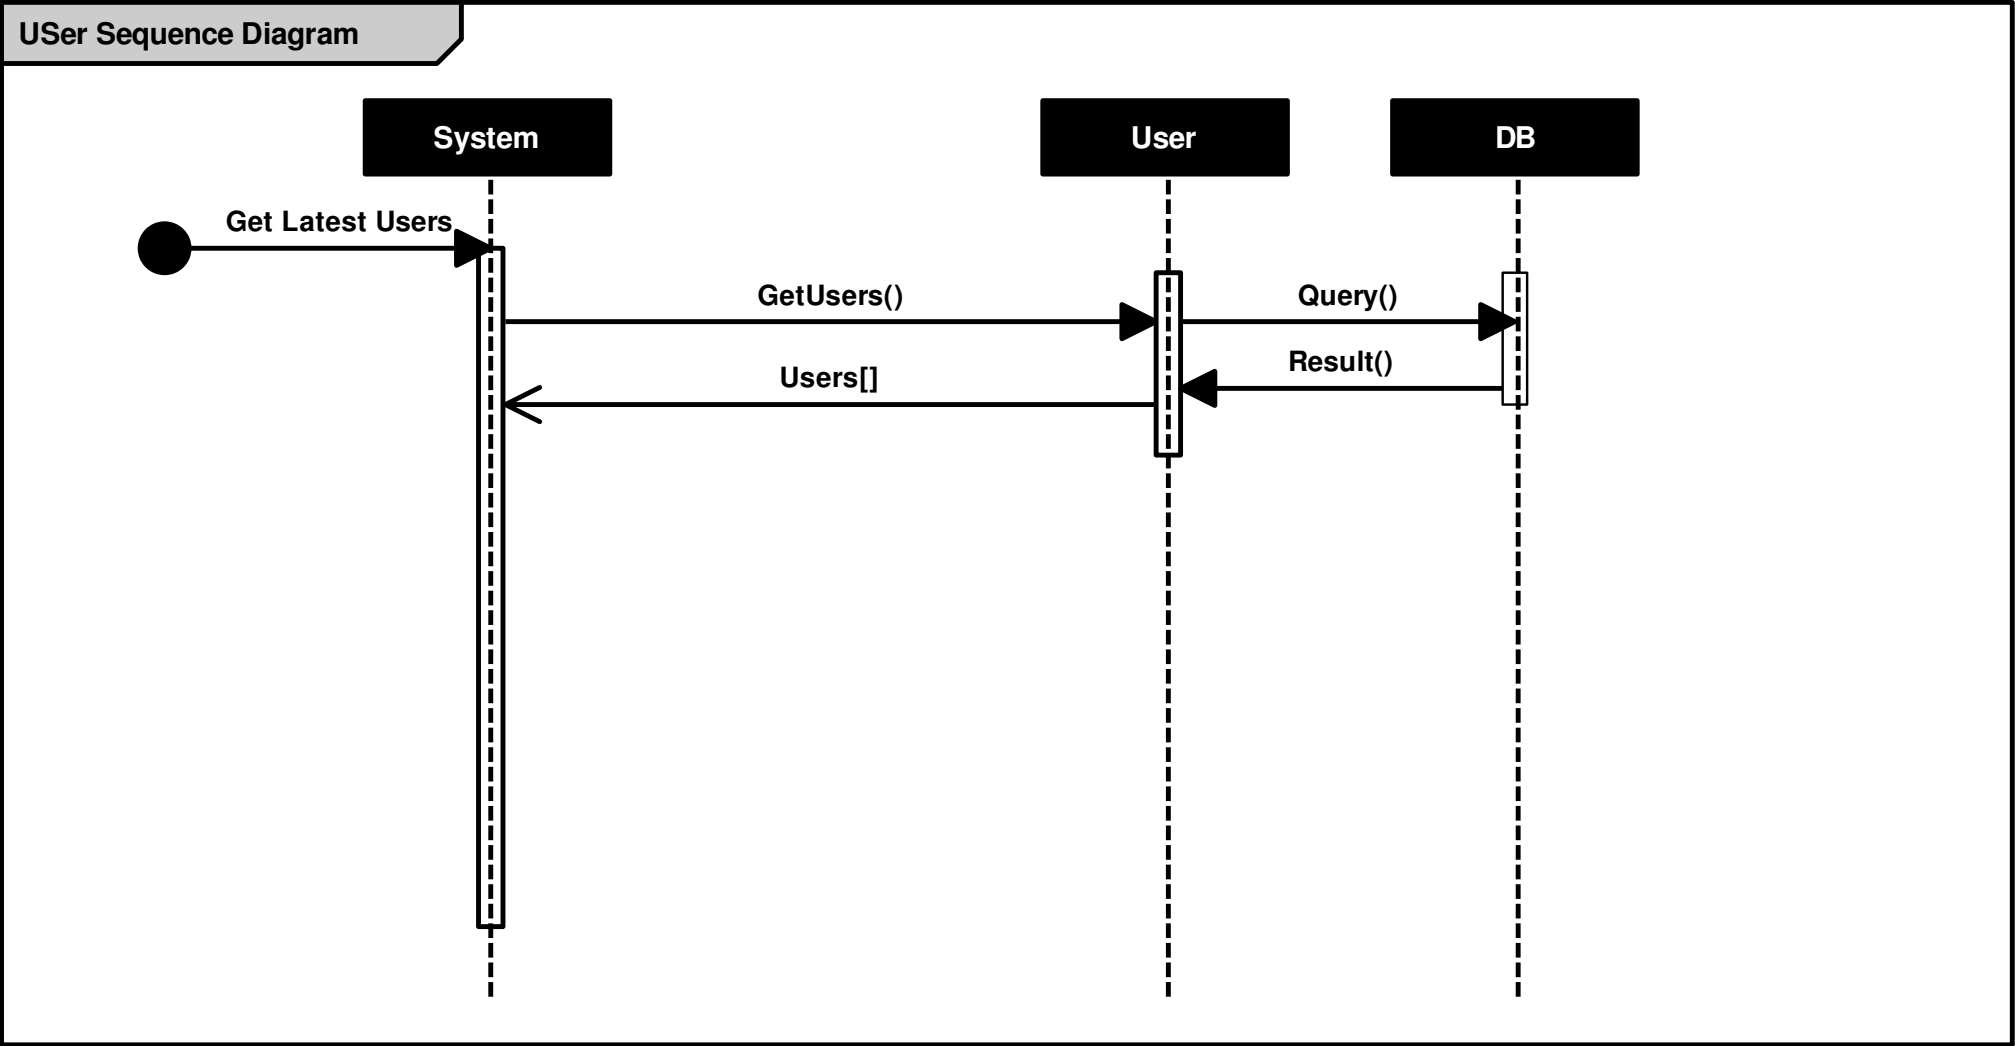 USer Sequence Diagram
System
User
DB
Get Latest Users
GetUsers()
Query()
Result()
Users[]